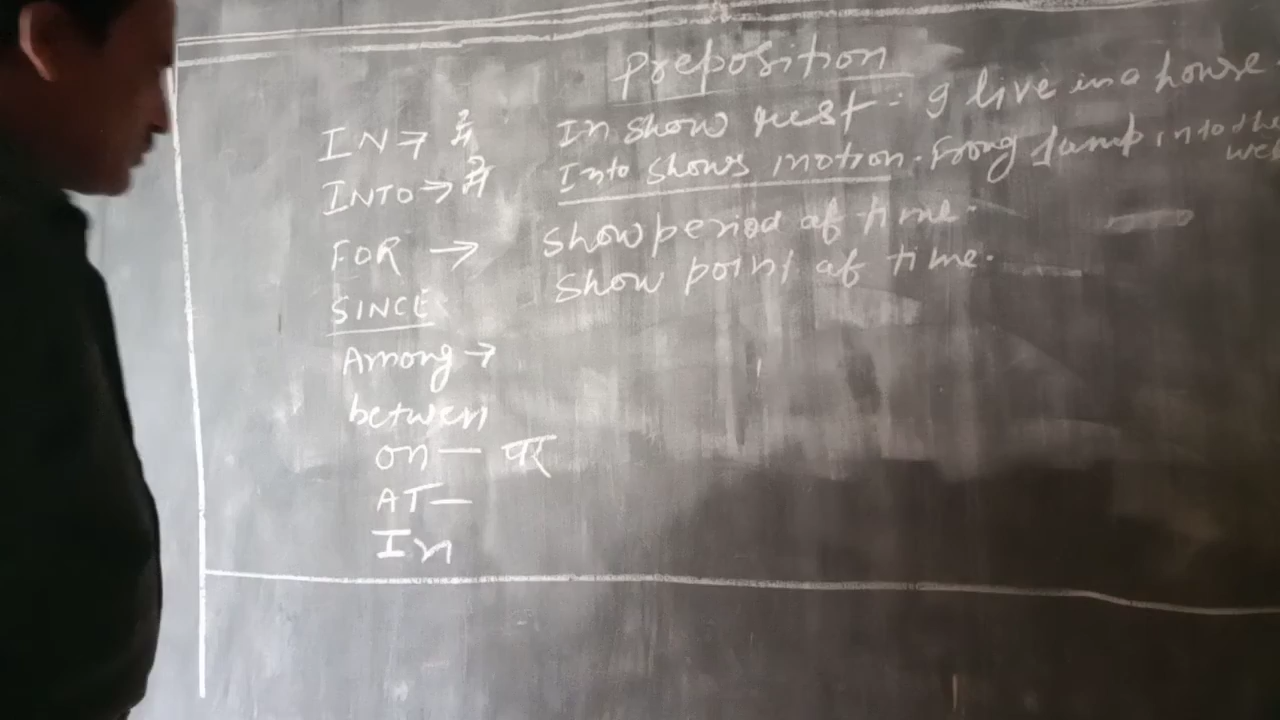 Preposition
IN → में In show rest : I live in a house.
INTO → में Into shows motion. Frong Jump into the
well
FOR → show period of time.
SINCE show point of time.
Among →
between
on — पर
AT —
In